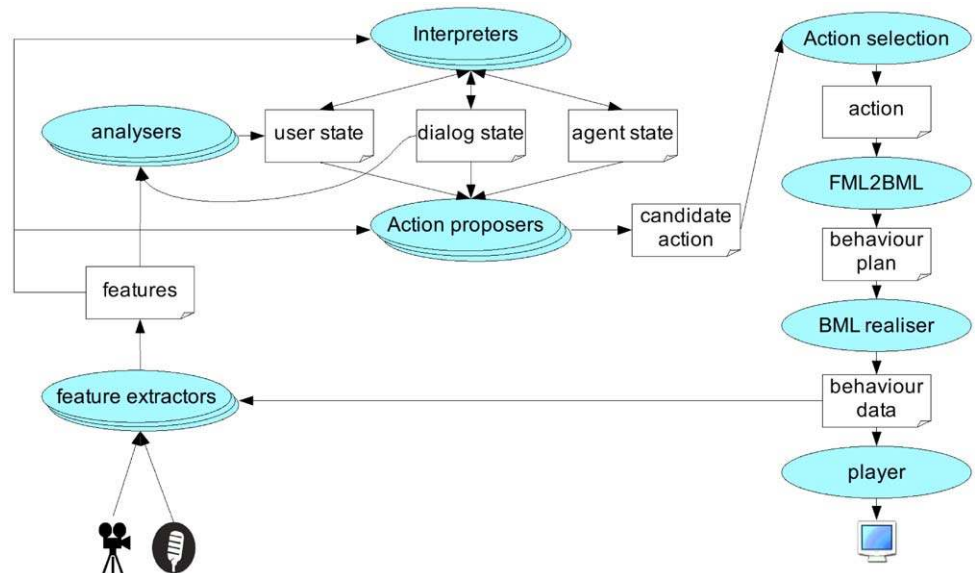 Interpreters
Action selection
analysers
user state
dialog state
agent state
action
FML2BML
Action proposers
candidate
action
behaviour
plan
features
BML realiser
feature extractors
behaviour
data
player